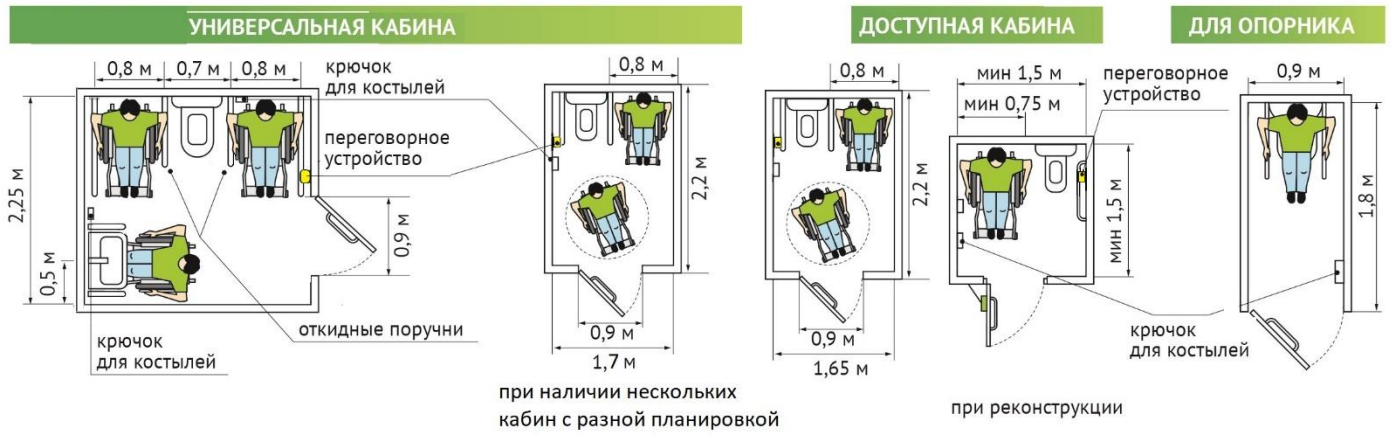 УНИВЕРСАЛЬНАЯ КАБИНА
ДОСТУПНАЯ КАБИНА
ДЛЯ ОПОРНИКА
0,8 м
0,7 м
0,8 м
крючок
для костылей
переговорное
устройство
2,25 м
0,5 м
0,9 м
откидные поручни
крючок
для костылей
0,8 м
2,2 м
0,9 м
1,7 м
при наличии нескольких
кабин с разной планировкой
0,8 м
2,2 м
0,9 м
1,65 м
мин 1,5 м
мин 0,75 м
переговорное
устройство
мин 1,5 м
крючок
для костылей
при реконструкции
0,9 м
1,8 м